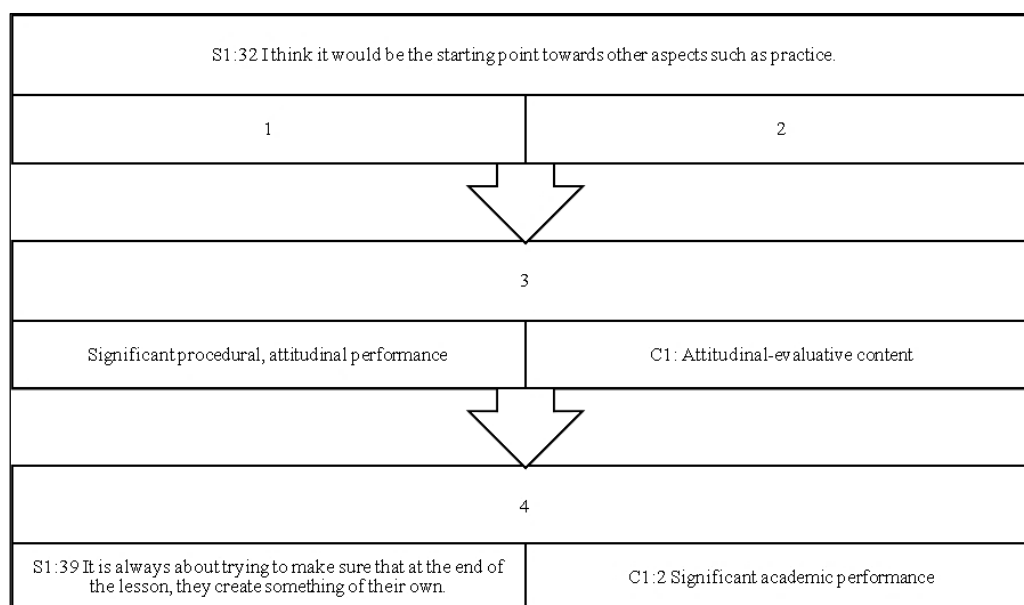 S1:32 I think it would be the starting point towards other aspects such as practice.
1
2
3
Significant procedural, attitudinal performance
C1: Attitudinal-evaluative content
4
S1:39 It is always about trying to make sure that at the end of
the lesson, they create something of their own.
C1:2 Significant academic performance